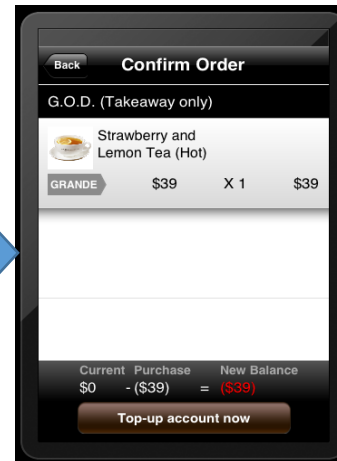 Back Confirm Order
G.O.D. (Takeaway only)
Strawberry and
Lemon Tea (Hot)
GRANDE $39 X 1 $39
Current Purchase New Balance
$0 - ($39) = ($39)
Top-up account now